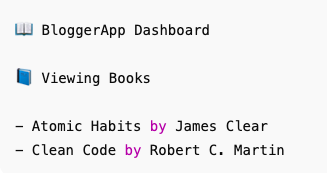 📖 BloggerApp Dashboard
📘 Viewing Books
- Atomic Habits by James Clear
- Clean Code by Robert C. Martin